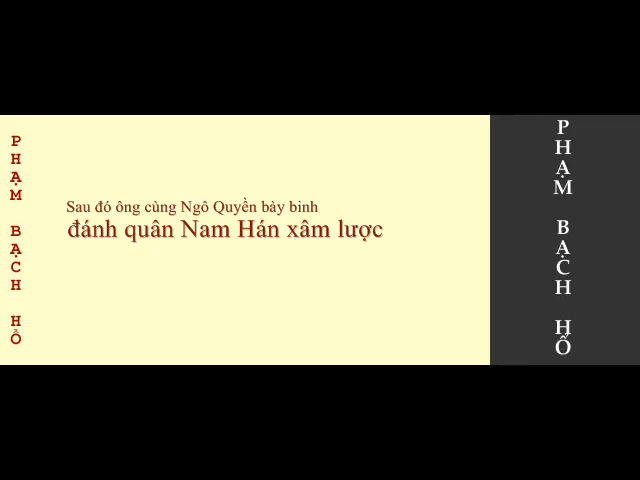 PHẠM BẠCH HỔ
Sau đó ông cùng Ngô Quyền bày binh
đánh quân Nam Hán xâm lược
PHẠM BẠCH HỔ